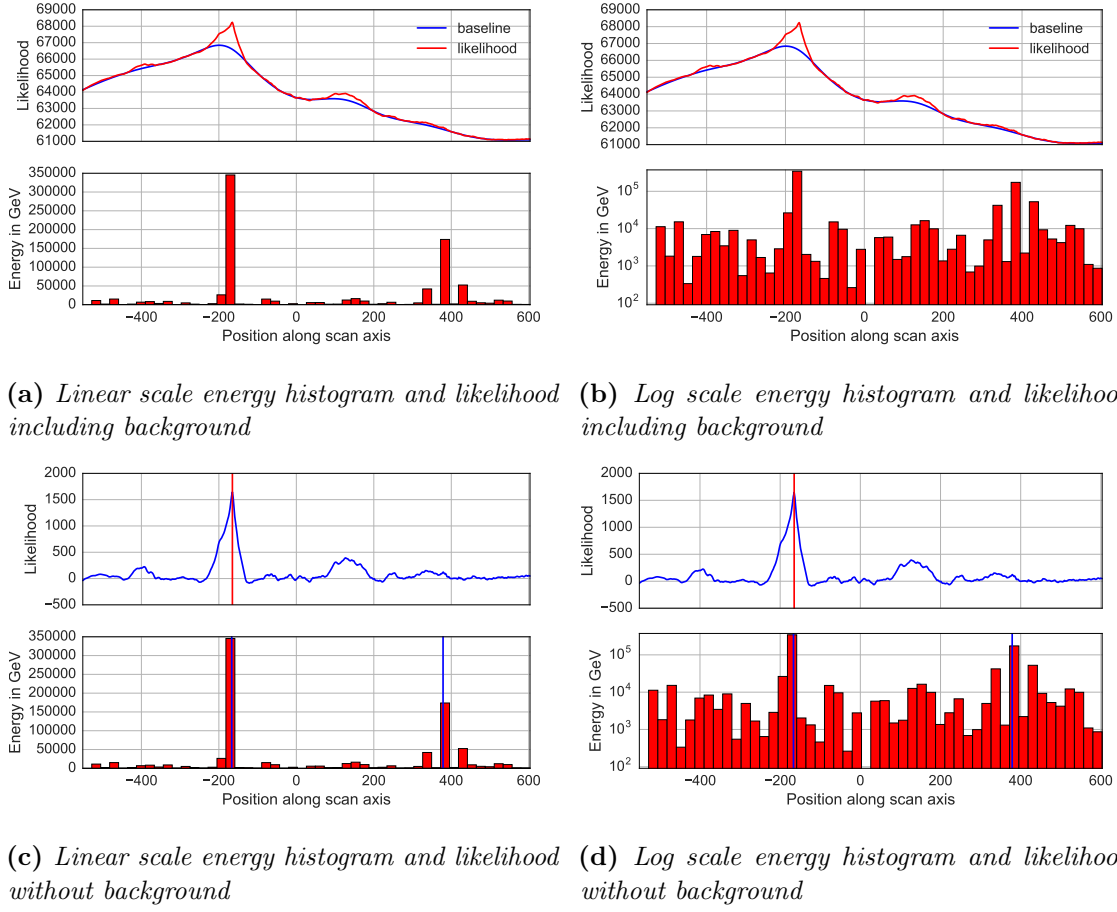 69000
68000
67000
66000
65000
64000
63000
62000
61000
Likelihood
baseline
likelihood
350000
300000
250000
200000
150000
100000
50000
0
Energy in GeV
−400 −200 0 200 400 600
Position along scan axis
(a) Linear scale energy histogram and likelihood
including background
69000
68000
67000
66000
65000
64000
63000
62000
61000
Likelihood
baseline
likelihood
10^5
10^4
10^3
10^2
Energy in GeV
−400 −200 0 200 400 600
Position along scan axis
(b) Log scale energy histogram and likelihoo
including background
2000
1500
1000
500
0
−500
Likelihood
350000
300000
250000
200000
150000
100000
50000
0
Energy in GeV
−400 −200 0 200 400 600
Position along scan axis
(c) Linear scale energy histogram and likelihood
without background
2000
1500
1000
500
0
−500
Likelihood
10^5
10^4
10^3
10^2
Energy in GeV
−400 −200 0 200 400 600
Position along scan axis
(d) Log scale energy histogram and likelihoo
without background